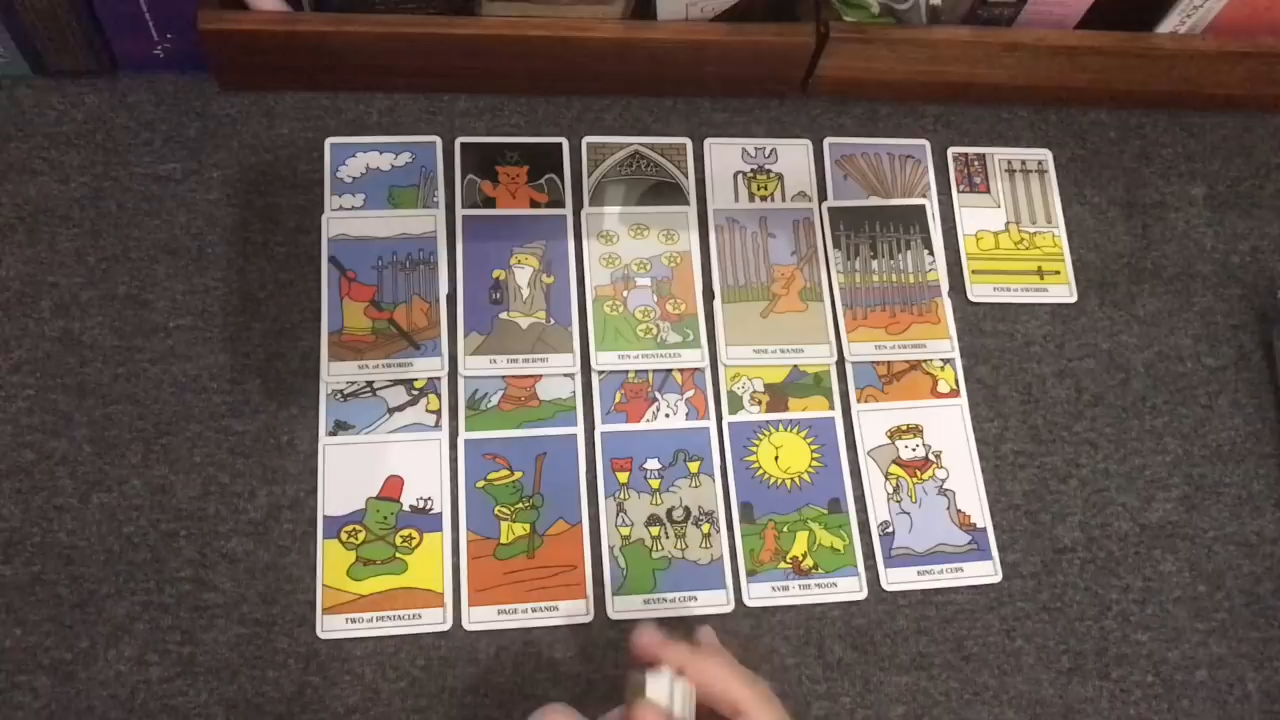 FOUR of SWORDS
SIX of SWORDS
IX • THE HERMIT
TEN of PENTACLES
NINE of WANDS
TEN of SWORDS
TWO of PENTACLES
PAGE of WANDS
SEVEN of CUPS
XVIII • THE MOON
KING of CUPS